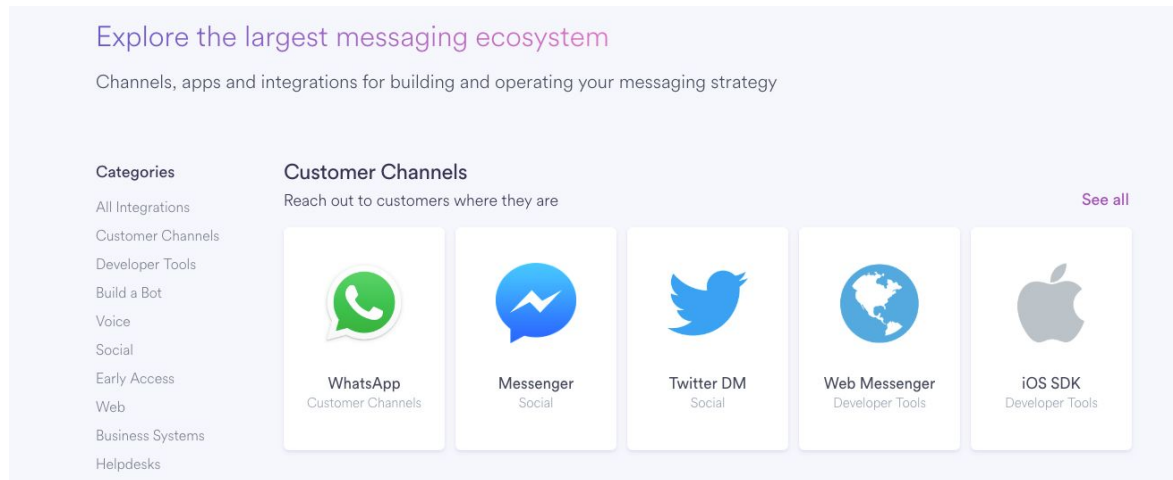 Explore the largest messaging ecosystem
Channels, apps and integrations for building and operating your messaging strategy
Categories
All Integrations
Customer Channels
Developer Tools
Build a Bot
Voice
Social
Early Access
Web
Business Systems
Helpdesks
Customer Channels
Reach out to customers where they are
See all
WhatsApp
Customer Channels
Messenger
Social
Twitter DM
Social
Web Messenger
Developer Tools
iOS SDK
Developer Tools